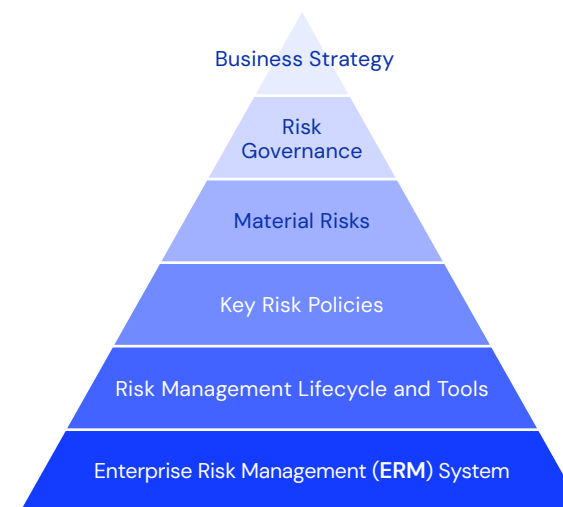 Business Strategy
Risk
Governance
Material Risks
Key Risk Policies
Risk Management Lifecycle and Tools
Enterprise Risk Management (ERM) System